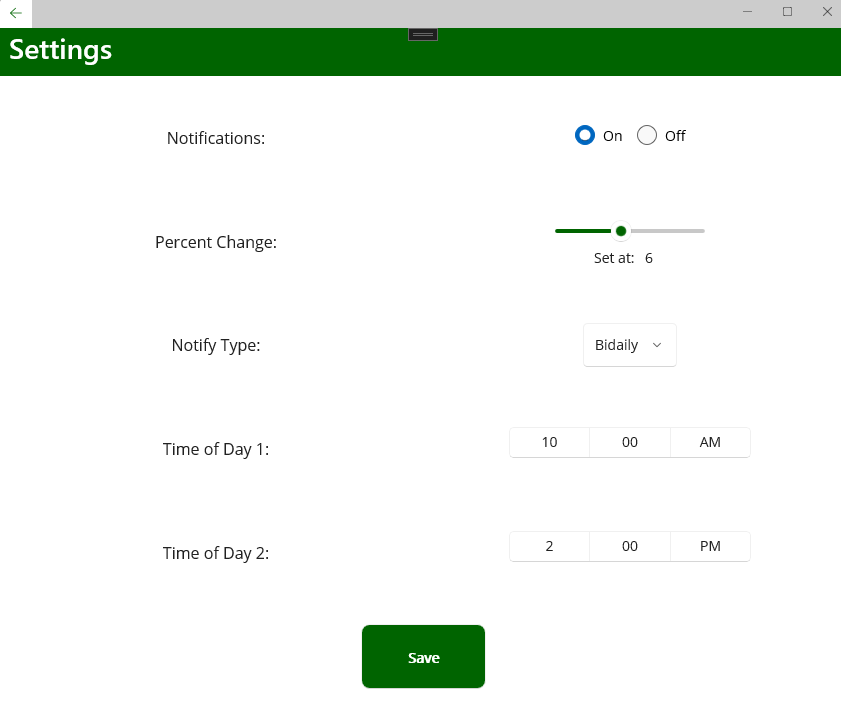 Settings
Notifications: On Off
Percent Change:
Set at: 6
Notify Type: Bidaily
Time of Day 1: 10 00 AM
Time of Day 2: 2 00 PM
Save